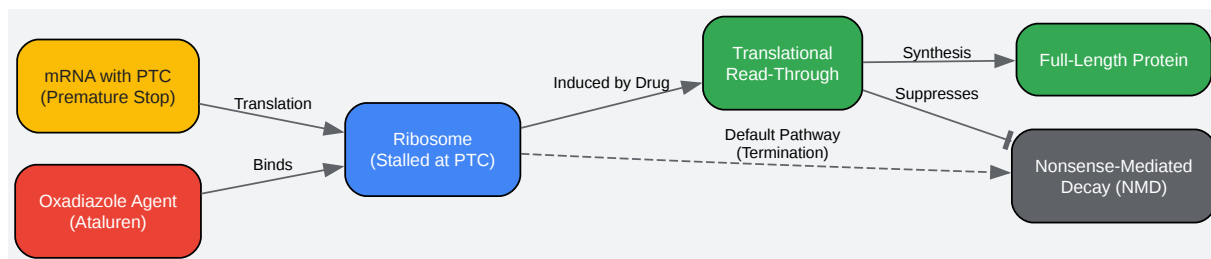 mRNA with PTC
(Premature Stop)
Translation
Oxadiazole Agent
(Ataluren)
Binds
Ribosome
(Stalled at PTC)
Induced by Drug
Default Pathway
(Termination)
Translational
Read-Through
Synthesis
Suppresses
Full-Length Protein
Nonsense-Mediated
Decay (NMD)